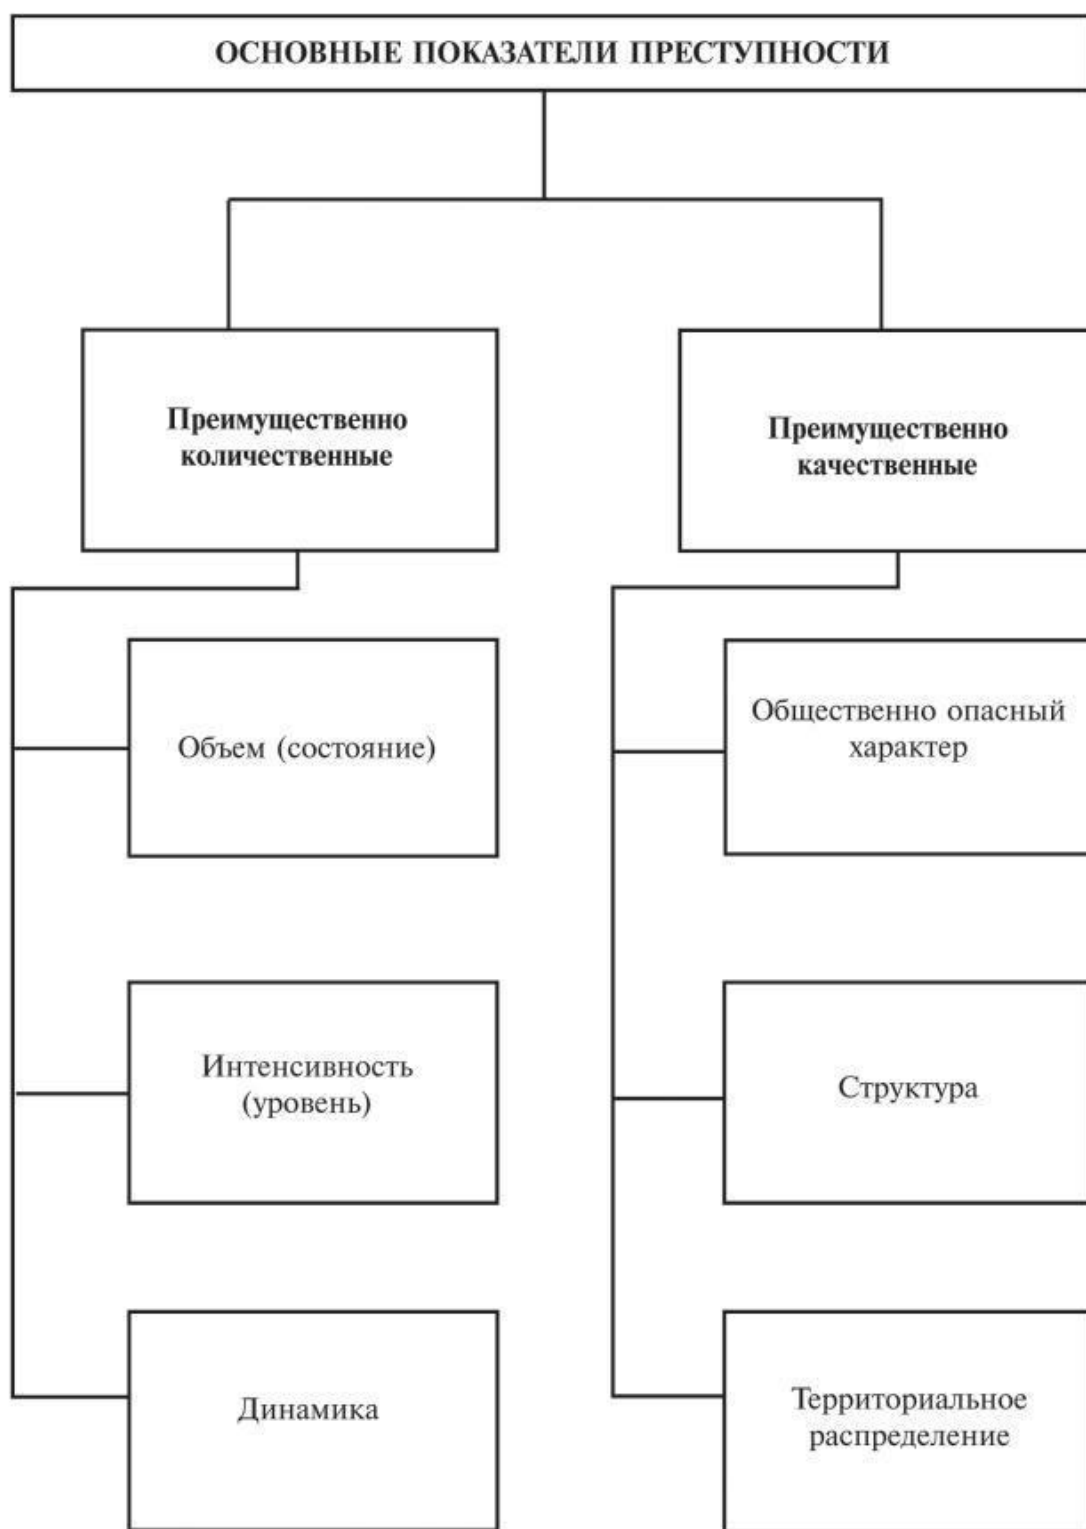 ОСНОВНЫЕ ПОКАЗАТЕЛИ ПРЕСТУПНОСТИ
Преимущественно
количественные
Преимущественно
качественные
Объем (состояние)
Общественно опасный
характер
Интенсивность
(уровень)
Структура
Динамика
Территориальное
распределение